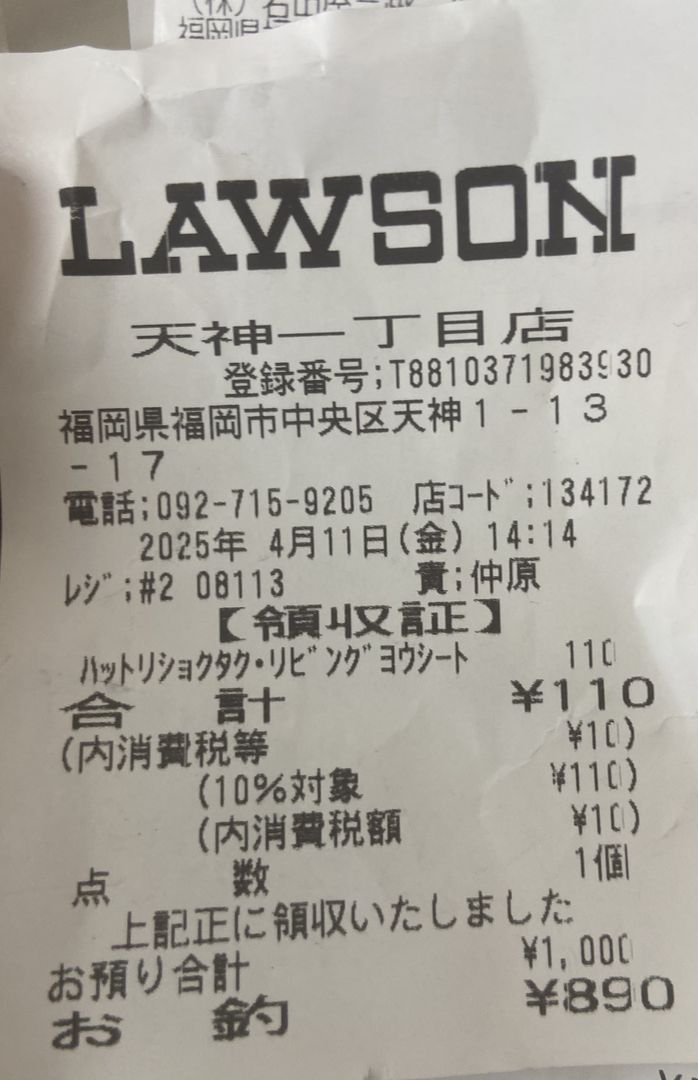 福岡県
LAWSON
天神一丁目店
登録番号;T8810371983930
福岡県福岡市中央区天神1-13
-17
電話;092-715-9205 店コード;134172
2025年 4月11日(金) 14:14
レジ;#2 08113 責;仲原
【領収証】
ハットリショクタク・リビングヨウシート 110
合 計 ¥110
(内消費税等 ¥10)
(10%対象 ¥110)
(内消費税額 ¥10)
点 数 1個
上記正に領収いたしました
お預り合計 ¥1,000
お 釣 ¥890